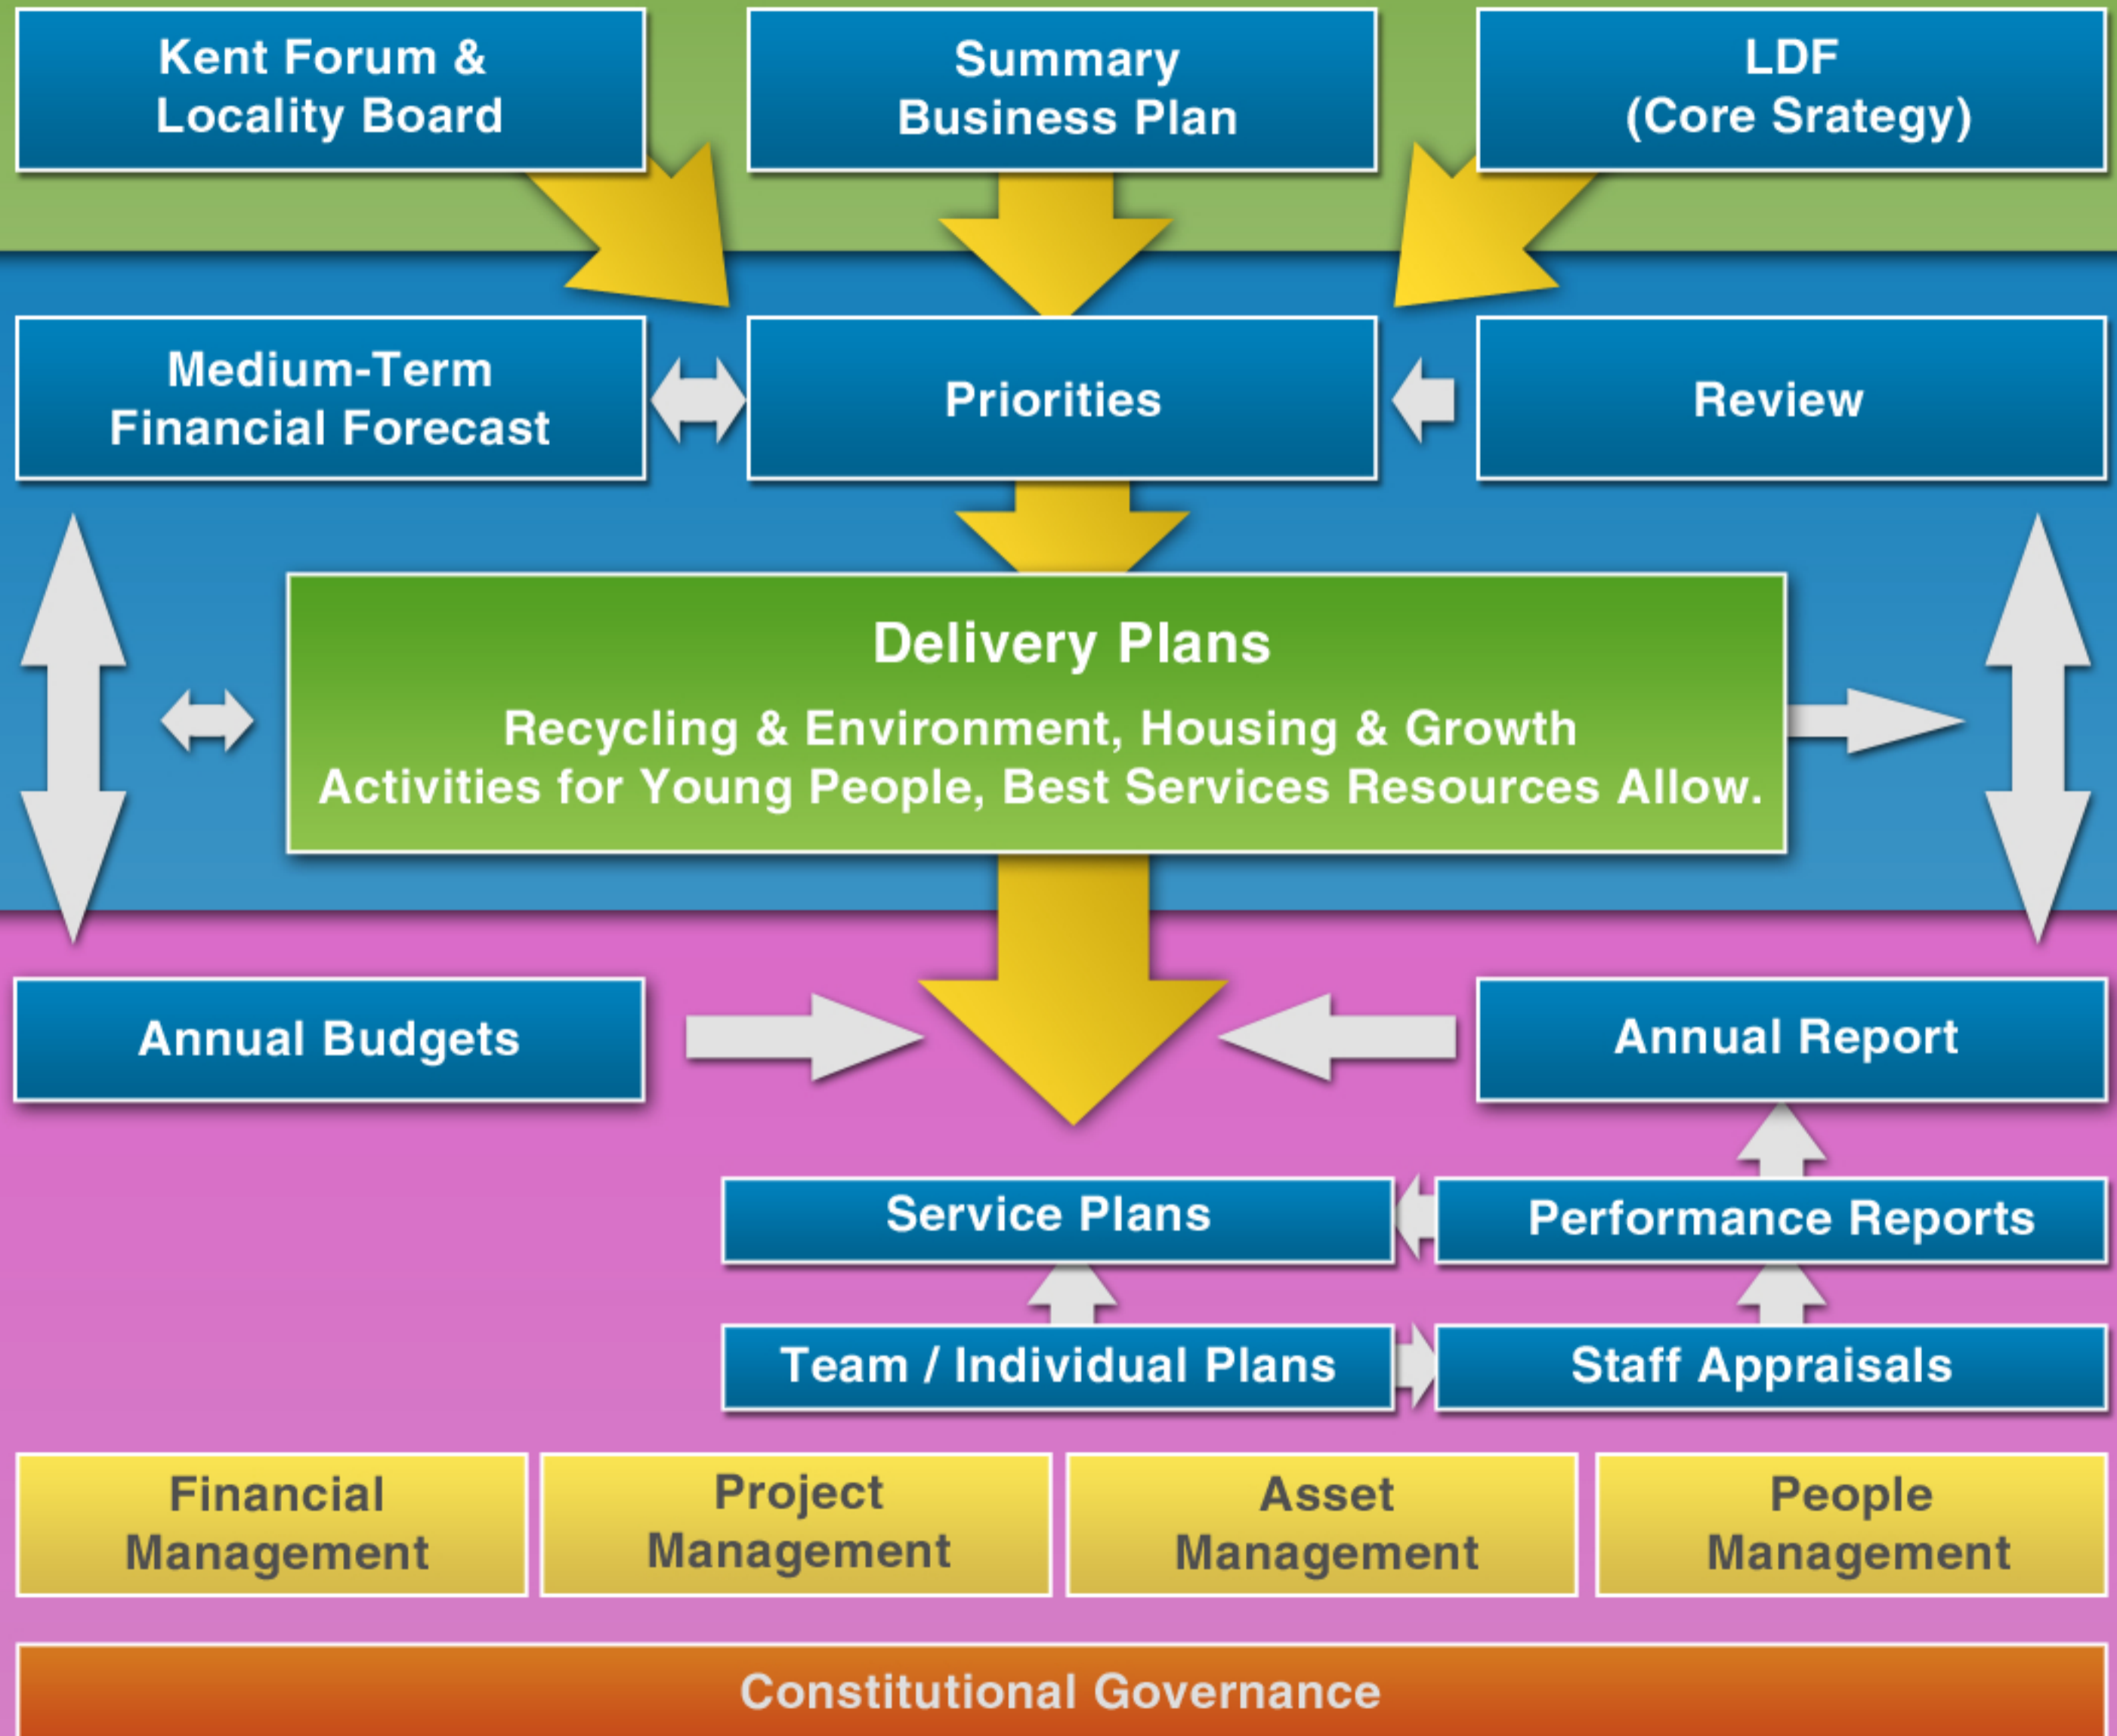 Kent Forum &
Locality Board
Summary
Business Plan
LDF
(Core Srategy)
Medium-Term
Financial Forecast
Priorities
Review
Delivery Plans
Recycling & Environment, Housing & Growth
Activities for Young People, Best Services Resources Allow.
Annual Budgets
Annual Report
Service Plans
Performance Reports
Team / Individual Plans
Staff Appraisals
Financial
Management
Project
Management
Asset
Management
People
Management
Constitutional Governance